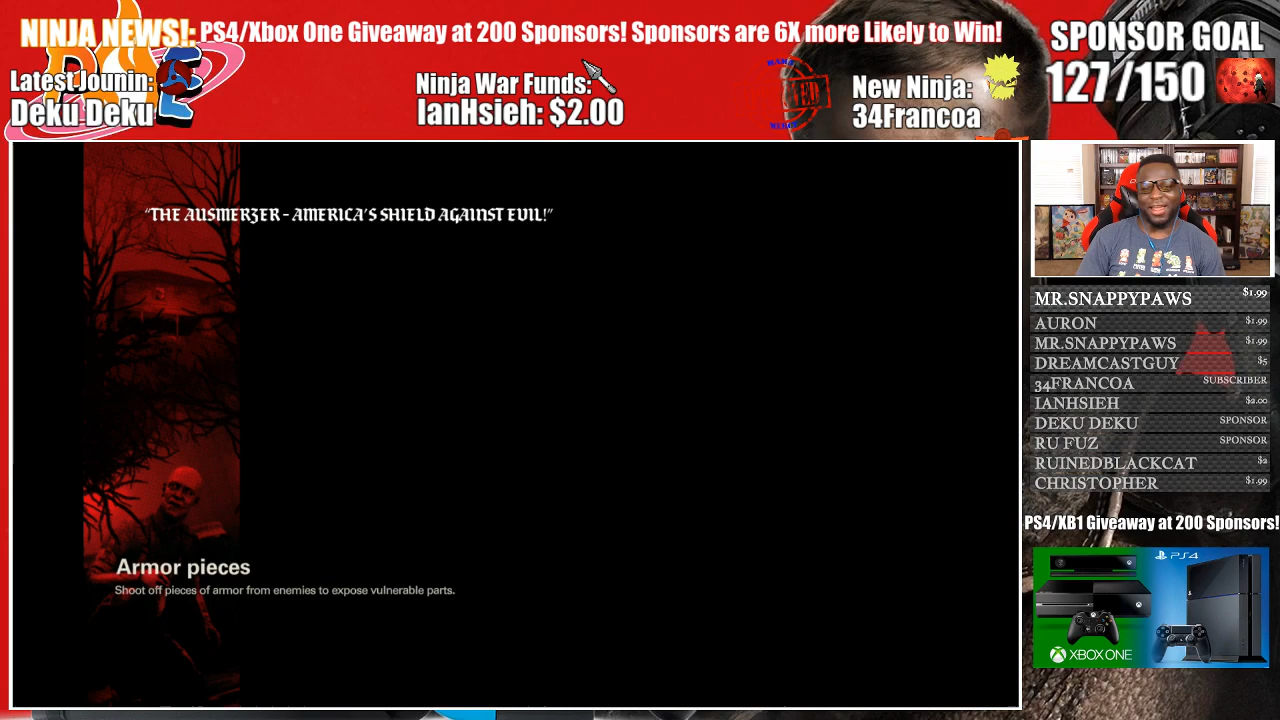 NINJA NEWS!: PS4/Xbox One Giveaway at 200 Sponsors! Sponsors are 6X more Likely to Win!
Latest Jounin:
Deku Deku
Ninja War Funds:
IanHsieh: $2.00
New Ninja:
34Francoa
SPONSOR GOAL
127/150
“THE AUSMERZER - AMERICA’S SHIELD AGAINST EVIL!”
Armor pieces
Shoot off pieces of armor from enemies to expose vulnerable parts.
MR.SNAPPYPAWS $1.99
AURON $1.99
MR.SNAPPYPAWS $1.99
DREAMCASTGUY $5
34FRANCOA SUBSCRIBER
IANHSIEH $2.00
DEKU DEKU SPONSOR
RU FUZ SPONSOR
RUINEDBLACKCAT $2
CHRISTOPHER $1.99
PS4/XB1 Giveaway at 200 Sponsors!
PS4
XBOX ONE